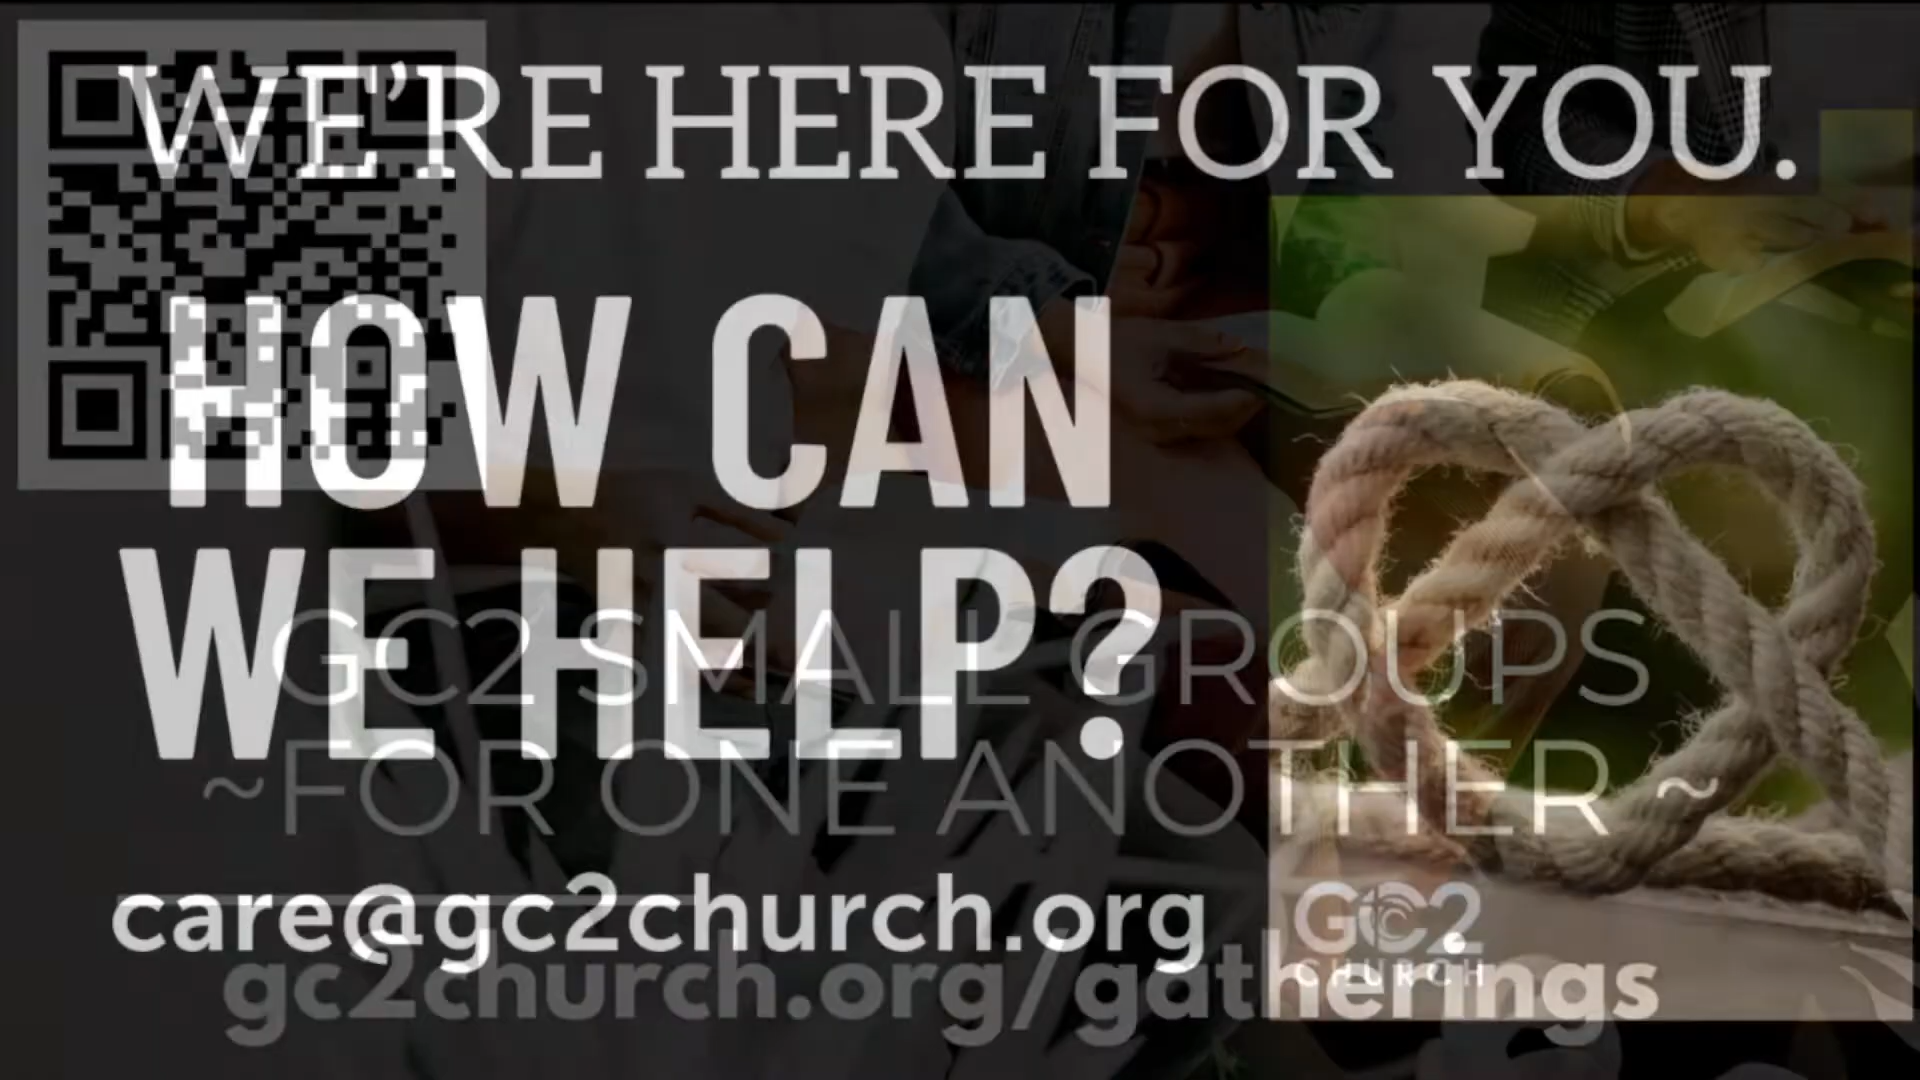 WE'RE HERE FOR YOU.
HOW CAN
WE HELP?
GC2 SMALL GROUPS
~FOR ONE ANOTHER ~
care@gc2church.org
GC2
CHURCH
gc2church.org/gatherings